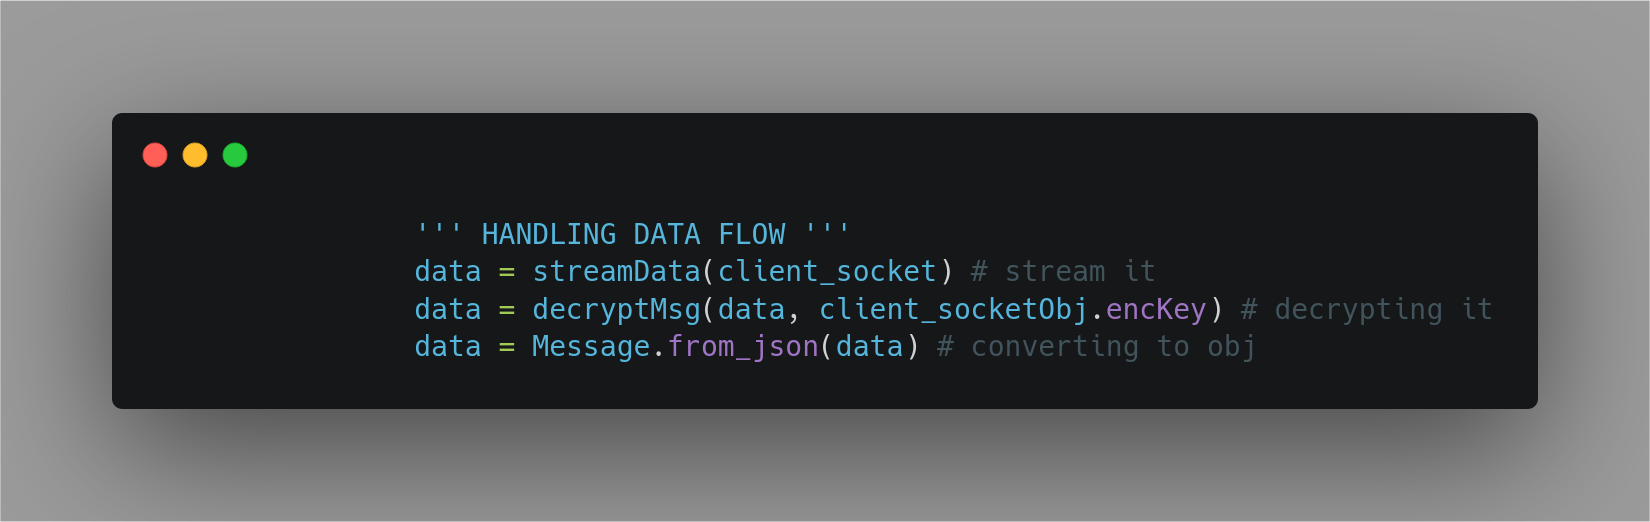 ''' HANDLING DATA FLOW '''
data = streamData(client_socket) # stream it
data = decryptMsg(data, client_socketObj.encKey) # decrypting it
data = Message.from_json(data) # converting to obj